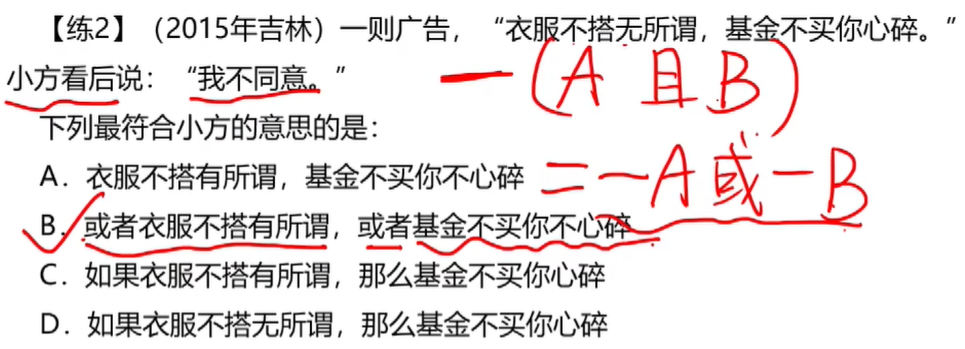 【练2】（2015年吉林）一则广告，“衣服不搭无所谓，基金不买你心碎。”
小方看后说：“我不同意。”
一(A 且 B)
下列最符合小方的意思的是：
A．衣服不搭有所谓，基金不买你不心碎
=一A或一B
B．或者衣服不搭有所谓，或者基金不买你不心碎
C．如果衣服不搭有所谓，那么基金不买你心碎
D．如果衣服不搭无所谓，那么基金不买你心碎